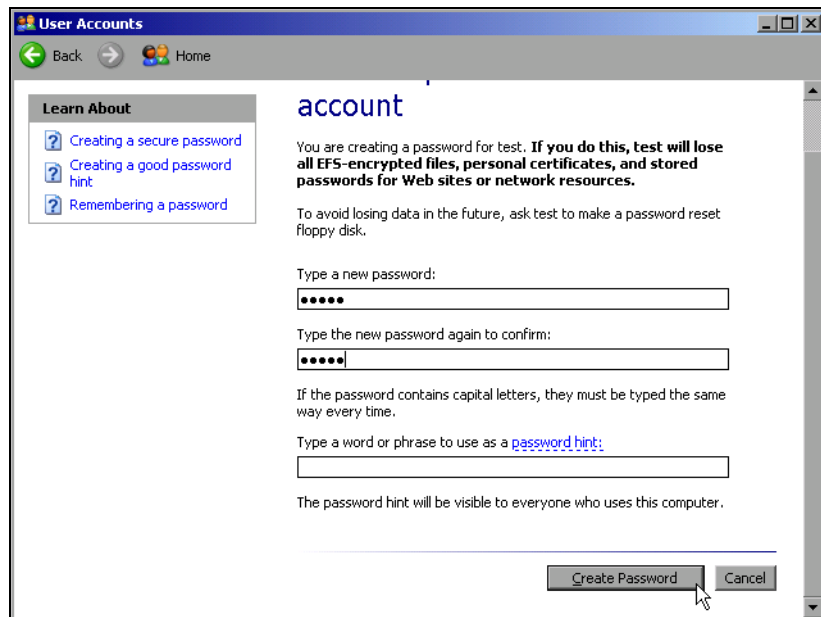 User Accounts
Back Home
Learn About
Creating a secure password
Creating a good password
hint
Remembering a password
account
You are creating a password for test. If you do this, test will lose
all EFS-encrypted files, personal certificates, and stored
passwords for Web sites or network resources.
To avoid losing data in the future, ask test to make a password reset
floppy disk.
Type a new password:
●●●●●
Type the new password again to confirm:
●●●●●
If the password contains capital letters, they must be typed the same
way every time.
Type a word or phrase to use as a password hint:
The password hint will be visible to everyone who uses this computer.
Create Password Cancel